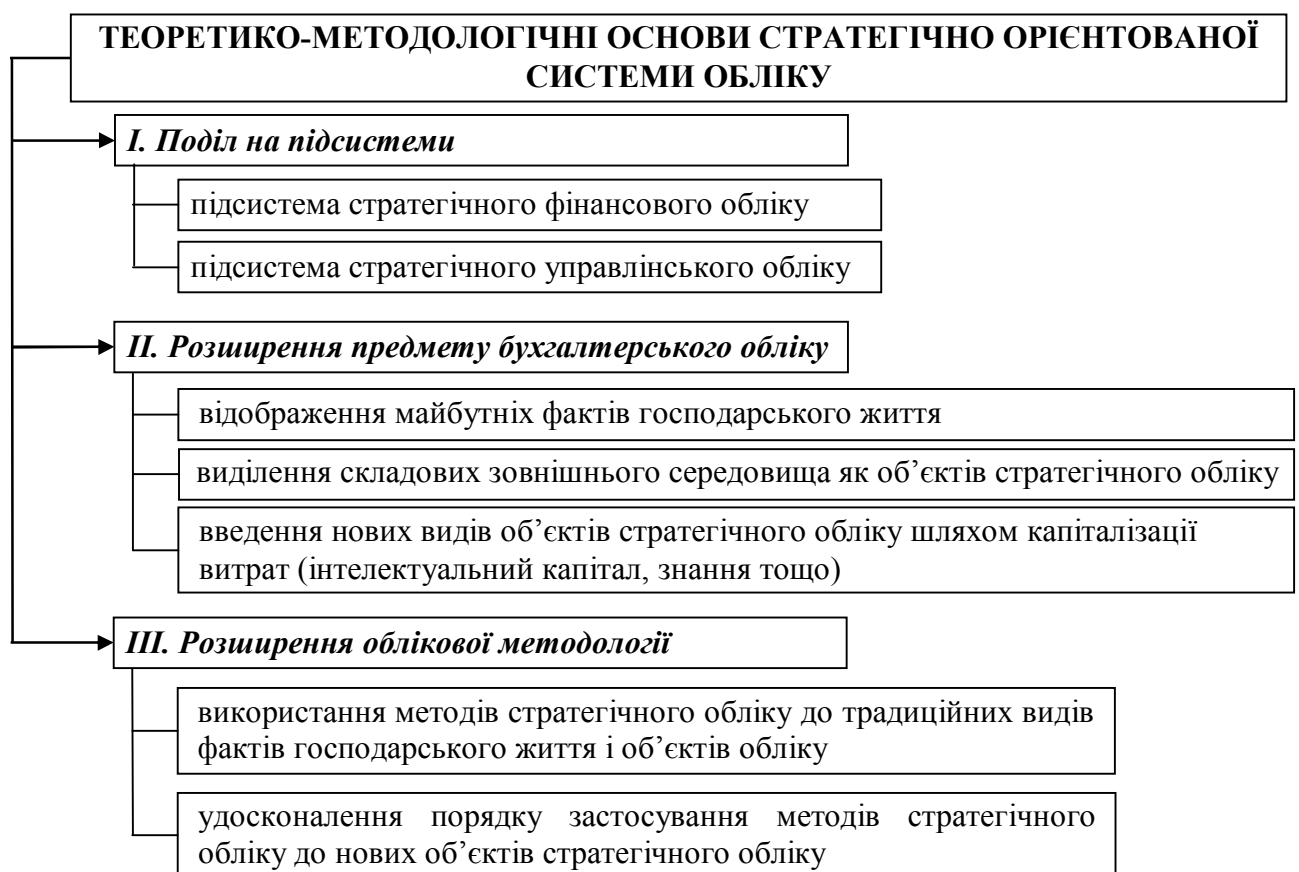 ТЕОРЕТИКО-МЕТОДОЛОГІЧНІ ОСНОВИ СТРАТЕГІЧНО ОРІЄНТОВАНОЇ
СИСТЕМИ ОБЛІКУ
І. Поділ на підсистеми
підсистема стратегічного фінансового обліку
підсистема стратегічного управлінського обліку
ІІ. Розширення предмету бухгалтерського обліку
відображення майбутніх фактів господарського життя
виділення складових зовнішнього середовища як об’єктів стратегічного обліку
введення нових видів об’єктів стратегічного обліку шляхом капіталізації
витрат (інтелектуальний капітал, знання тощо)
ІІІ. Розширення облікової методології
використання методів стратегічного обліку до традиційних видів
фактів господарського життя і об’єктів обліку
удосконалення порядку застосування методів стратегічного
обліку до нових об’єктів стратегічного обліку